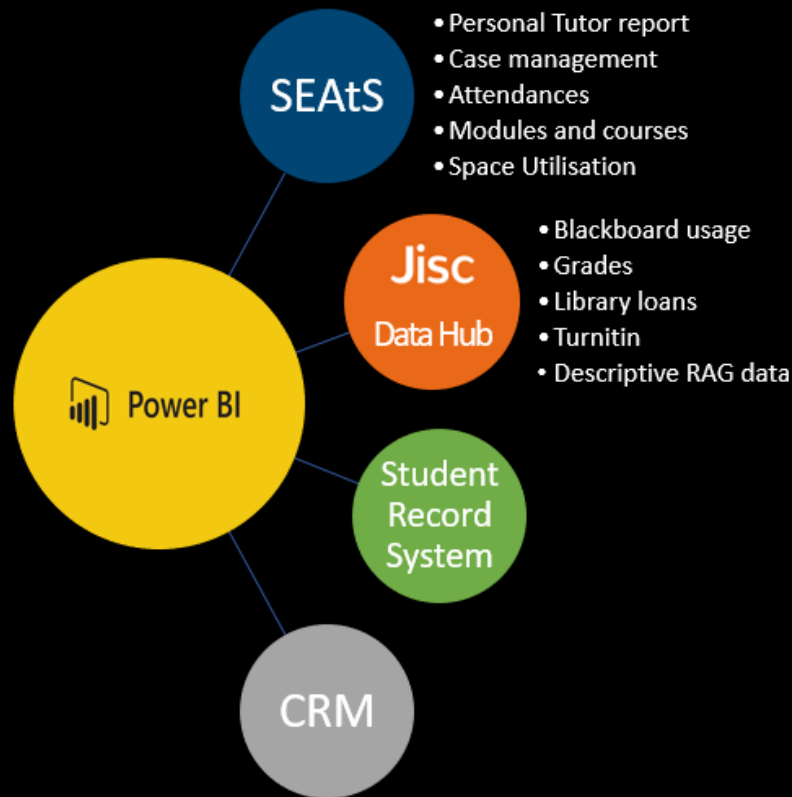 SEAtS
• Personal Tutor report
• Case management
• Attendances
• Modules and courses
• Space Utilisation
Jisc
Data Hub
• Blackboard usage
• Grades
• Library loans
• Turnitin
• Descriptive RAG data
Power BI
Student
Record
System
CRM